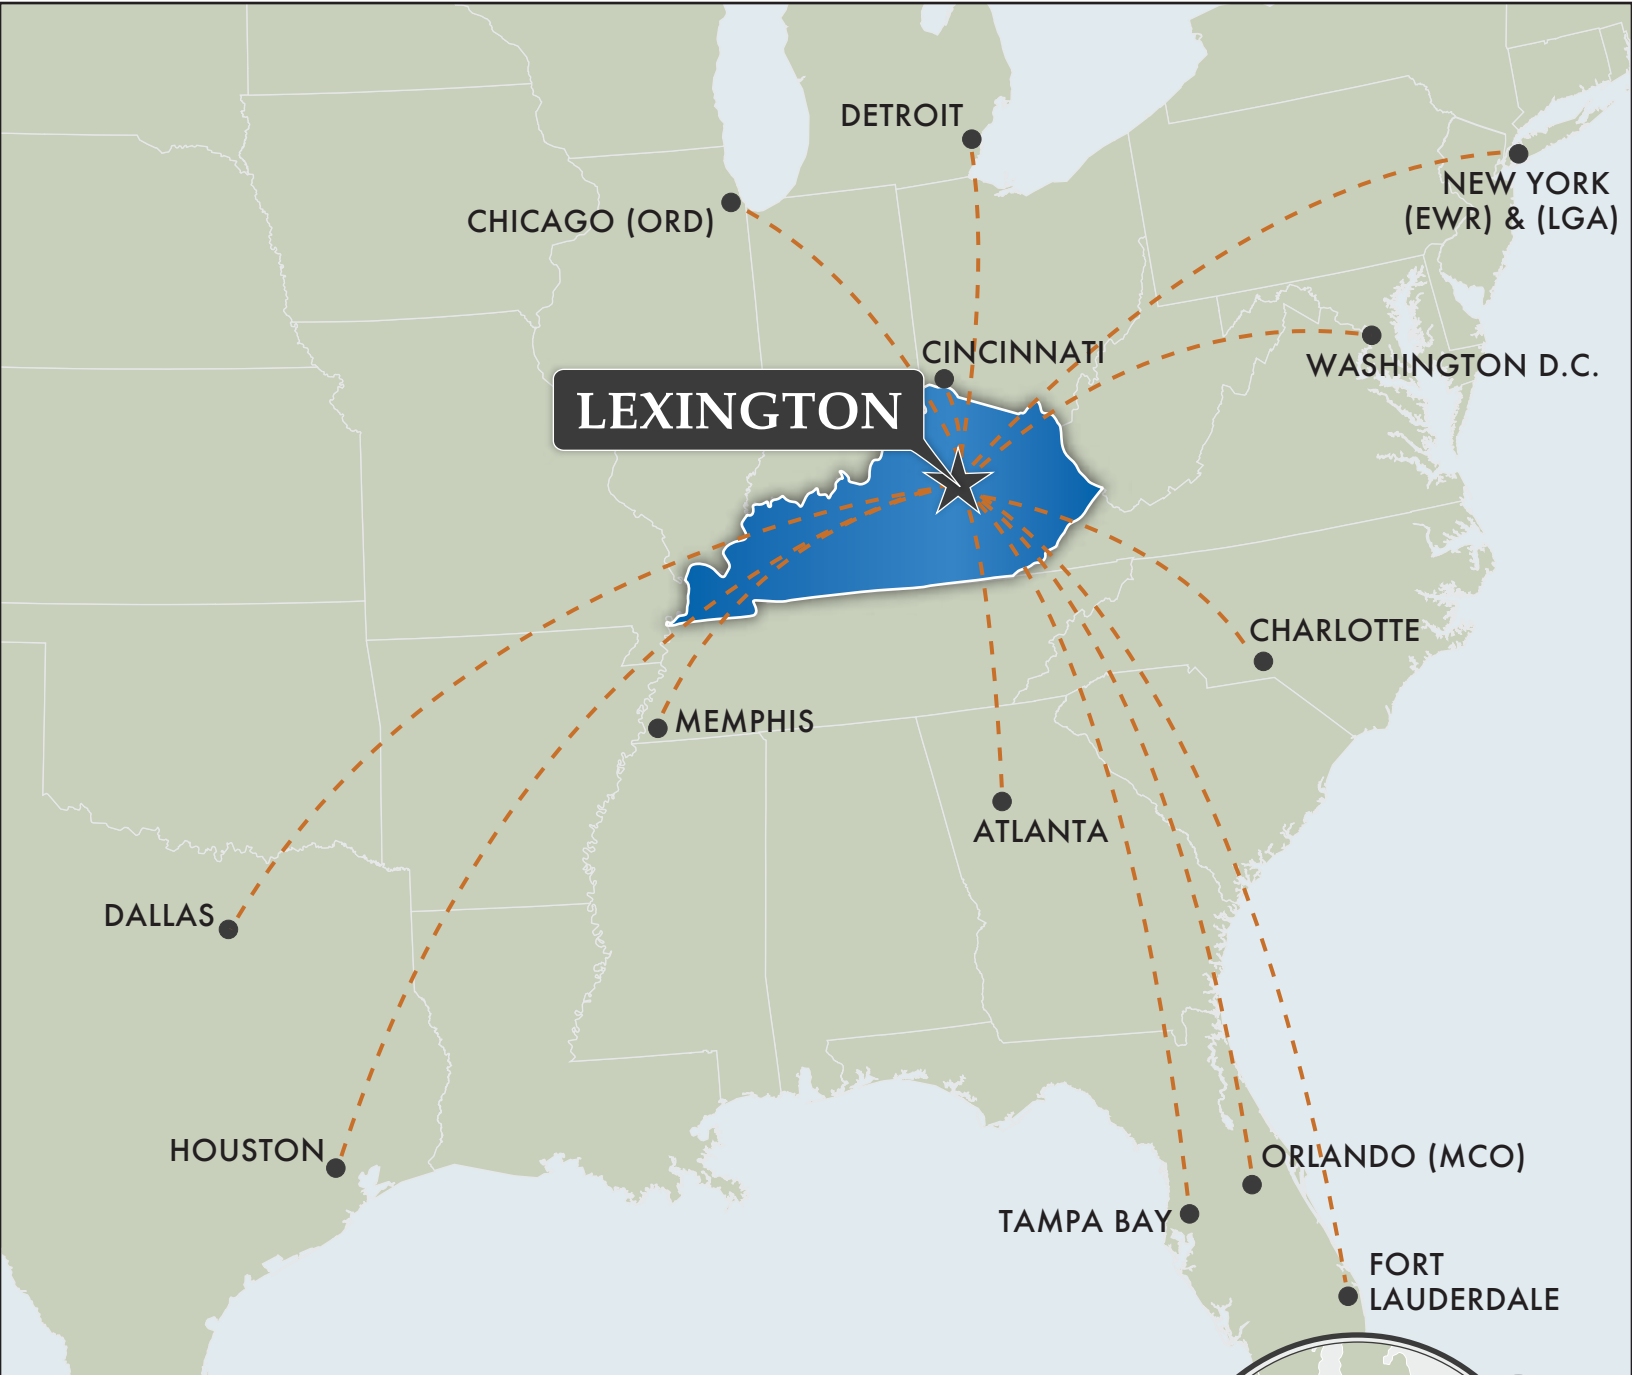 DETROIT
NEW YORK
(EWR) & (LGA)
CHICAGO (ORD)
CINCINNATI
WASHINGTON D.C.
LEXINGTON
CHARLOTTE
MEMPHIS
ATLANTA
DALLAS
HOUSTON
ORLANDO (MCO)
TAMPA BAY
FORT
LAUDERDALE